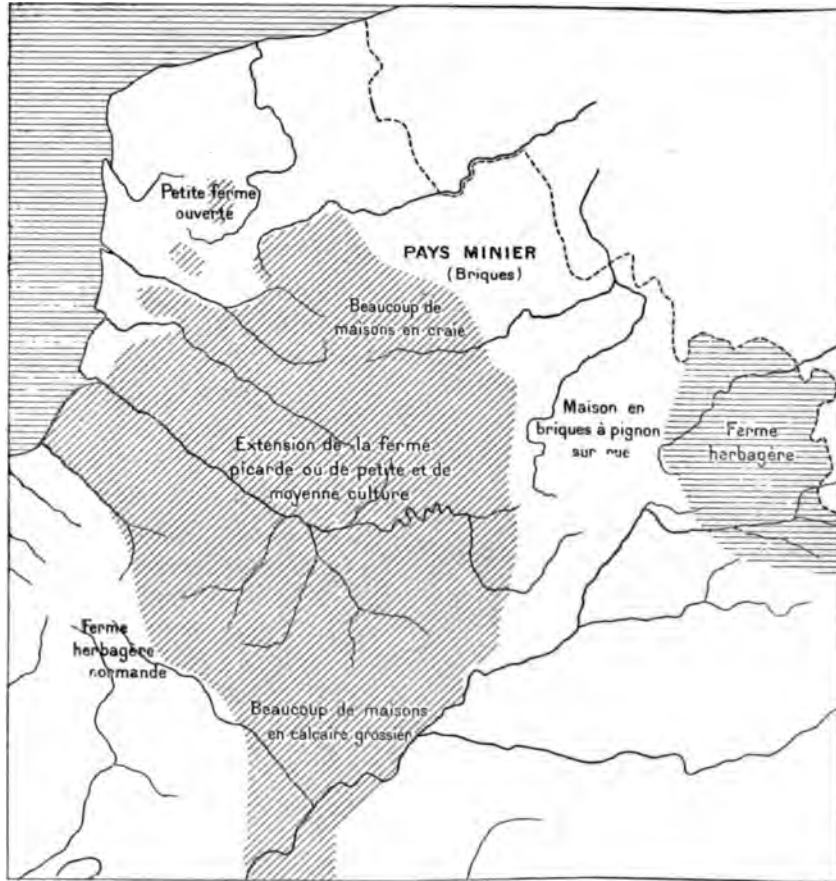 Petite ferme
ouverte
PAYS MINIER
(Briques)
Beaucoup de
maisons en craie
Maison en
briques à pignon
sur rue
Ferme
herbagère
Extension de la ferme
picarde ou de petite et de
moyenne culture
Ferme
herbagère
normande
Beaucoup de maisons
en calcaire grossier